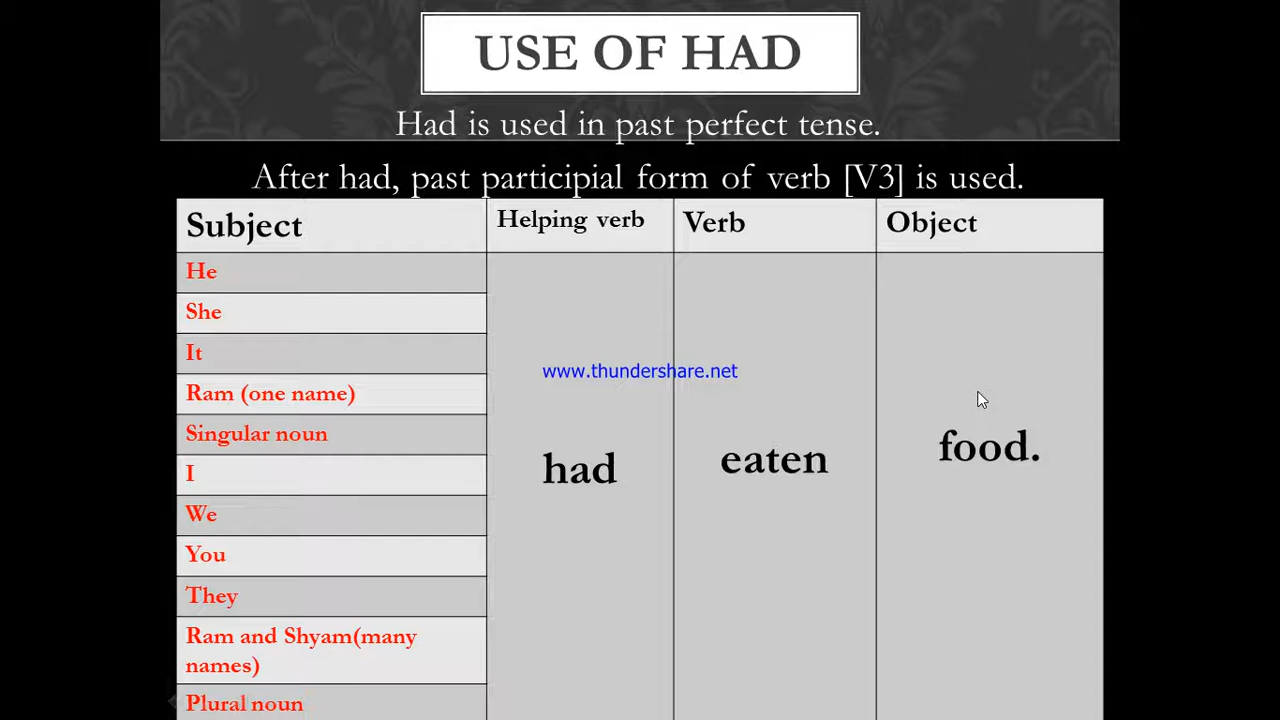 USE OF HAD
Had is used in past perfect tense.
After had, past participial form of verb [V3] is used.
Subject Helping verb Verb Object
He
She
It
www.thundershare.net
Ram (one name)
Singular noun
food.
eaten
had
I
We
You
They
Ram and Shyam(many
names)
Plural noun